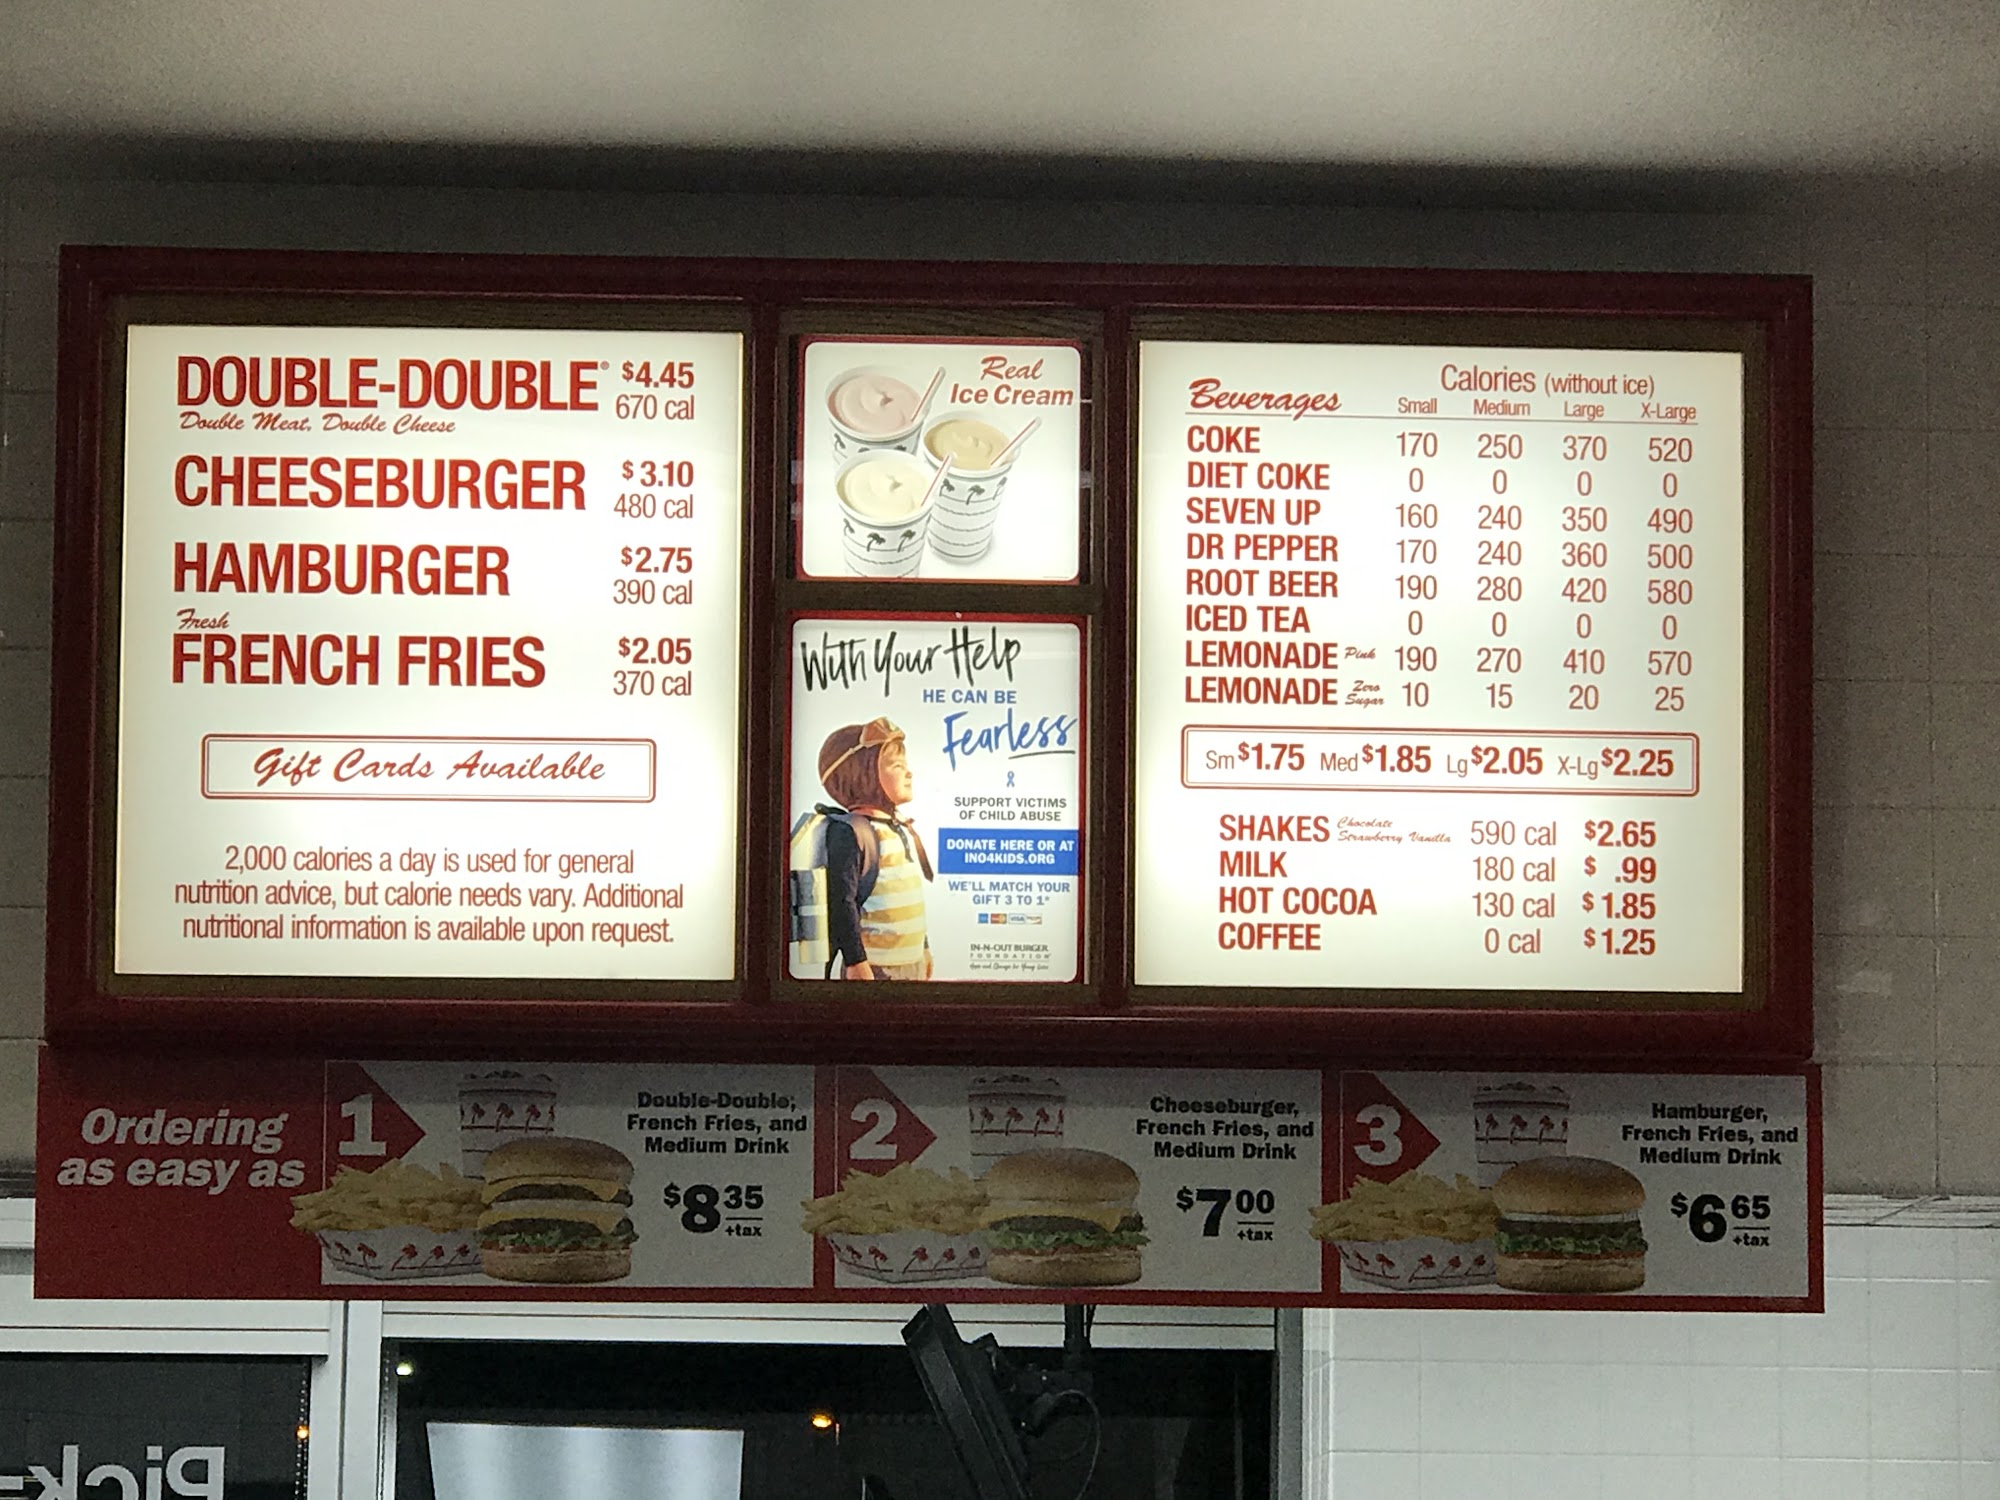 DOUBLE-DOUBLE® $4.45
Double Meat, Double Cheese 670 cal
CHEESEBURGER $3.10
480 cal
HAMBURGER $2.75
390 cal
Fresh
FRENCH FRIES $2.05
370 cal
Gift Cards Available
2,000 calories a day is used for general
nutrition advice, but calorie needs vary. Additional
nutritional information is available upon request.
Real
Ice Cream
With Your Help
HE CAN BE
Fearless
SUPPORT VICTIMS
OF CHILD ABUSE
DONATE HERE OR AT
INO4KIDS.ORG
WE'LL MATCH YOUR
GIFT 3 TO 1*
IN-N-OUT BURGER
FOUNDATION
Calories (without ice)
Beverages Small Medium Large X-Large
COKE 170 250 370 520
DIET COKE 0 0 0 0
SEVEN UP 160 240 350 490
DR PEPPER 170 240 360 500
ROOT BEER 190 280 420 580
ICED TEA 0 0 0 0
LEMONADE Pink 190 270 410 570
LEMONADE Zero Sugar 10 15 20 25
Sm $1.75 Med $1.85 Lg $2.05 X-Lg $2.25
SHAKES Chocolate Strawberry Vanilla 590 cal $2.65
MILK 180 cal $ .99
HOT COCOA 130 cal $1.85
COFFEE 0 cal $1.25
Ordering
as easy as
1
Double-Double,
French Fries, and
Medium Drink
$8.35
+tax
2
Cheeseburger,
French Fries, and
Medium Drink
$7.00
+tax
3
Hamburger,
French Fries, and
Medium Drink
$6.65
+tax
Pick-